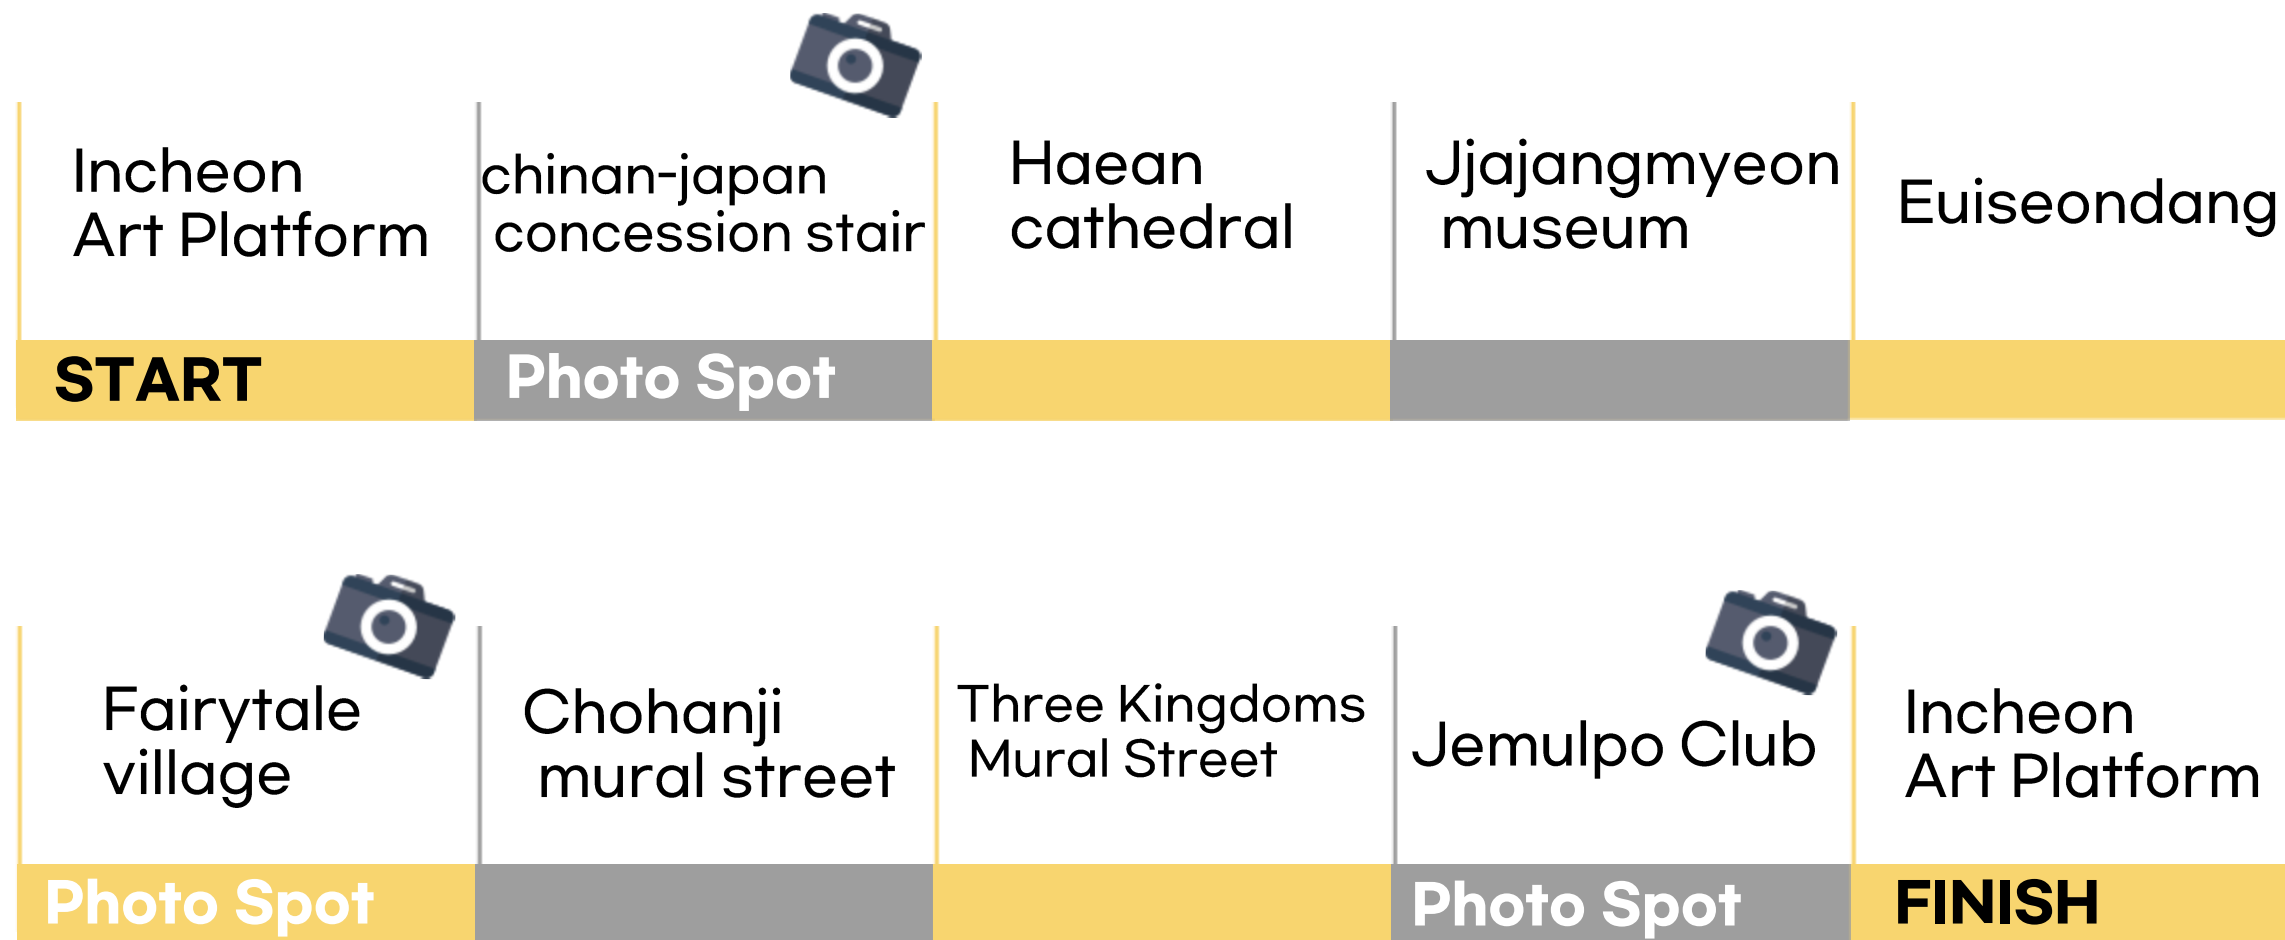 Incheon
Art Platform
chinan-japan
concession stair
Haean
cathedral
Jjajangmyeon
museum
Euiseondang
START
Photo Spot
Fairytale
village
Chohanji
mural street
Three Kingdoms
Mural Street
Jemulpo Club
Incheon
Art Platform
Photo Spot
Photo Spot
FINISH